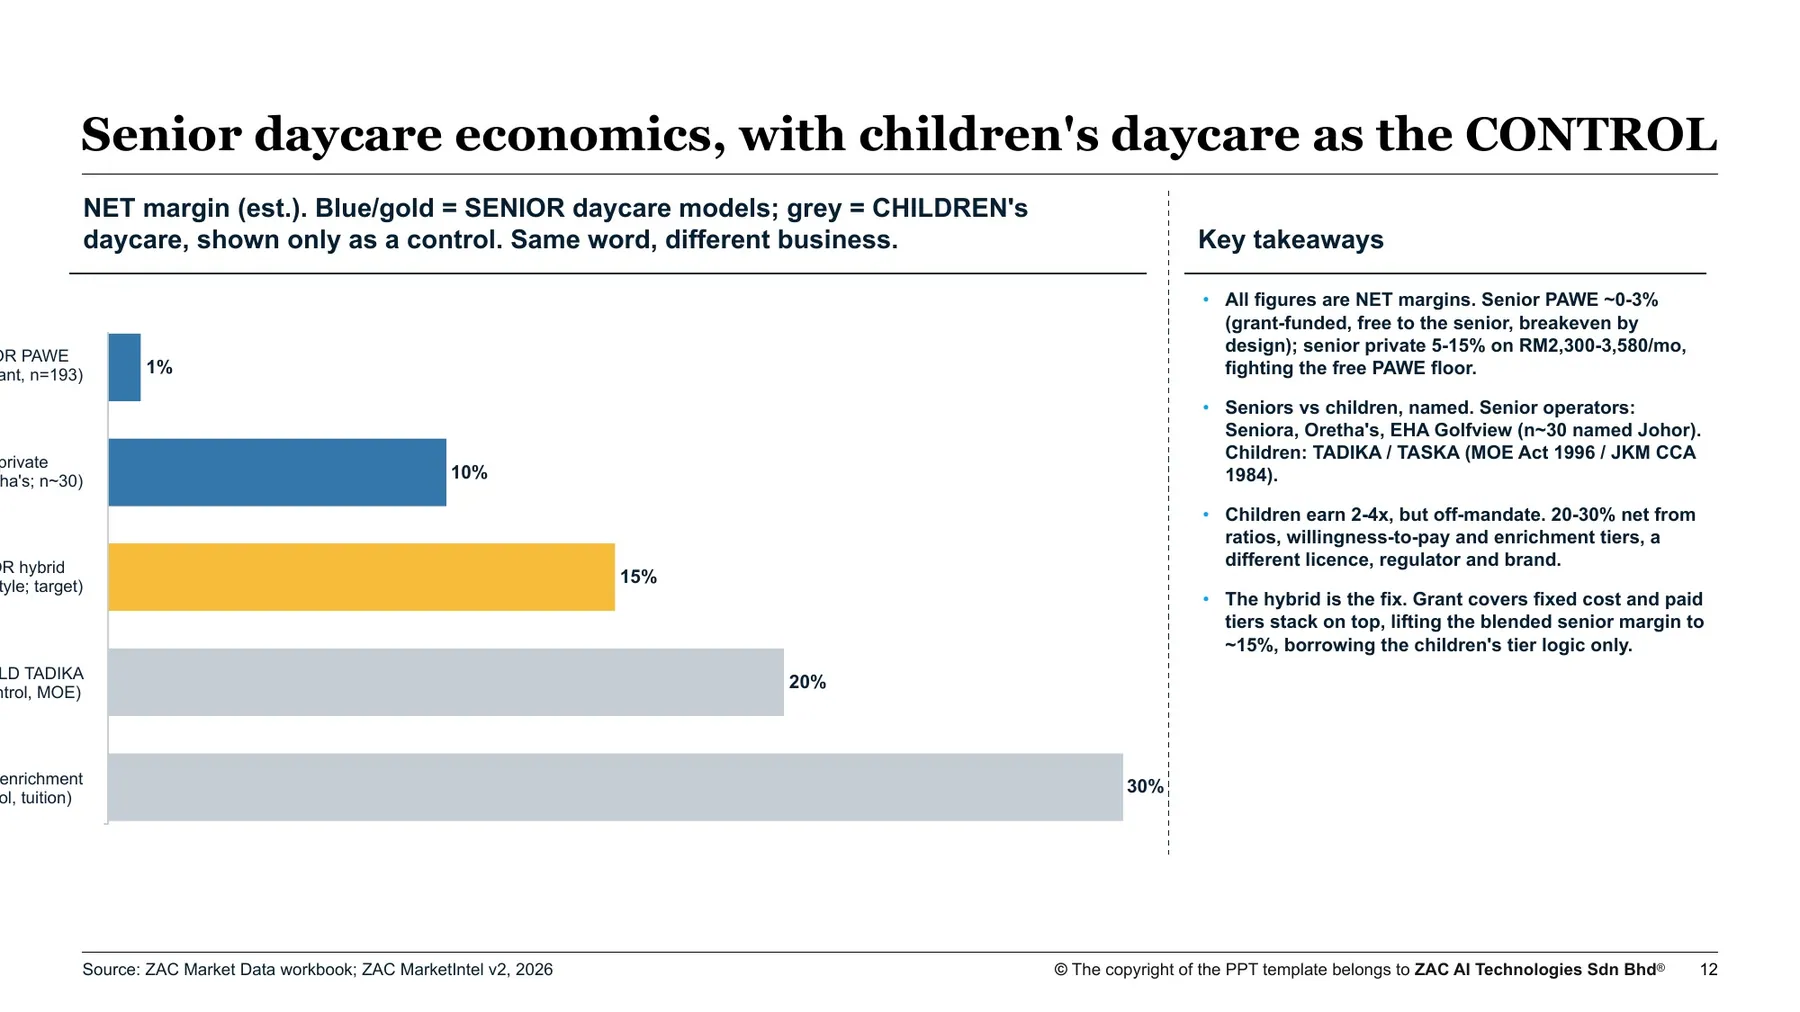 Senior daycare economics, with children's daycare as the CONTROL
NET margin (est.). Blue/gold = SENIOR daycare models; grey = CHILDREN's
daycare, shown only as a control. Same word, different business.
OR PAWE
ant, n=193)
1%
private
ha's; n~30)
10%
OR hybrid
tyle; target)
15%
LD TADIKA
ntrol, MOE)
20%
enrichment
ol, tuition)
30%
Key takeaways
• All figures are NET margins. Senior PAWE ~0-3%
(grant-funded, free to the senior, breakeven by
design); senior private 5-15% on RM2,300-3,580/mo,
fighting the free PAWE floor.
• Seniors vs children, named. Senior operators:
Seniora, Oretha's, EHA Golfview (n~30 named Johor).
Children: TADIKA / TASKA (MOE Act 1996 / JKM CCA
1984).
• Children earn 2-4x, but off-mandate. 20-30% net from
ratios, willingness-to-pay and enrichment tiers, a
different licence, regulator and brand.
• The hybrid is the fix. Grant covers fixed cost and paid
tiers stack on top, lifting the blended senior margin to
~15%, borrowing the children's tier logic only.
Source: ZAC Market Data workbook; ZAC MarketIntel v2, 2026
© The copyright of the PPT template belongs to ZAC AI Technologies Sdn Bhd®
12